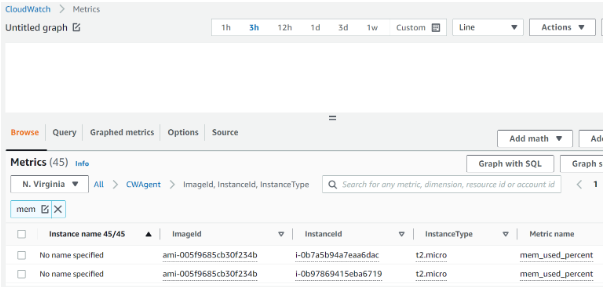 CloudWatch > Metrics
Untitled graph
1h 3h 12h 1d 3d 1w Custom Line Actions
Browse Query Graphed metrics Options Source
Add math
Metrics (45) Info
Graph with SQL
N. Virginia All > CWAgent > ImageId, InstanceId, InstanceType Search for any metric, dimension, resource id or account id 1
mem
Instance name 45/45 ImageId InstanceId InstanceType Metric name
No name specified ami-005f9685cb30f234b i-0b7a5b94a7eaa6dac t2.micro mem_used_percent
No name specified ami-005f9685cb30f234b i-0b97869415eba6719 t2.micro mem_used_percent